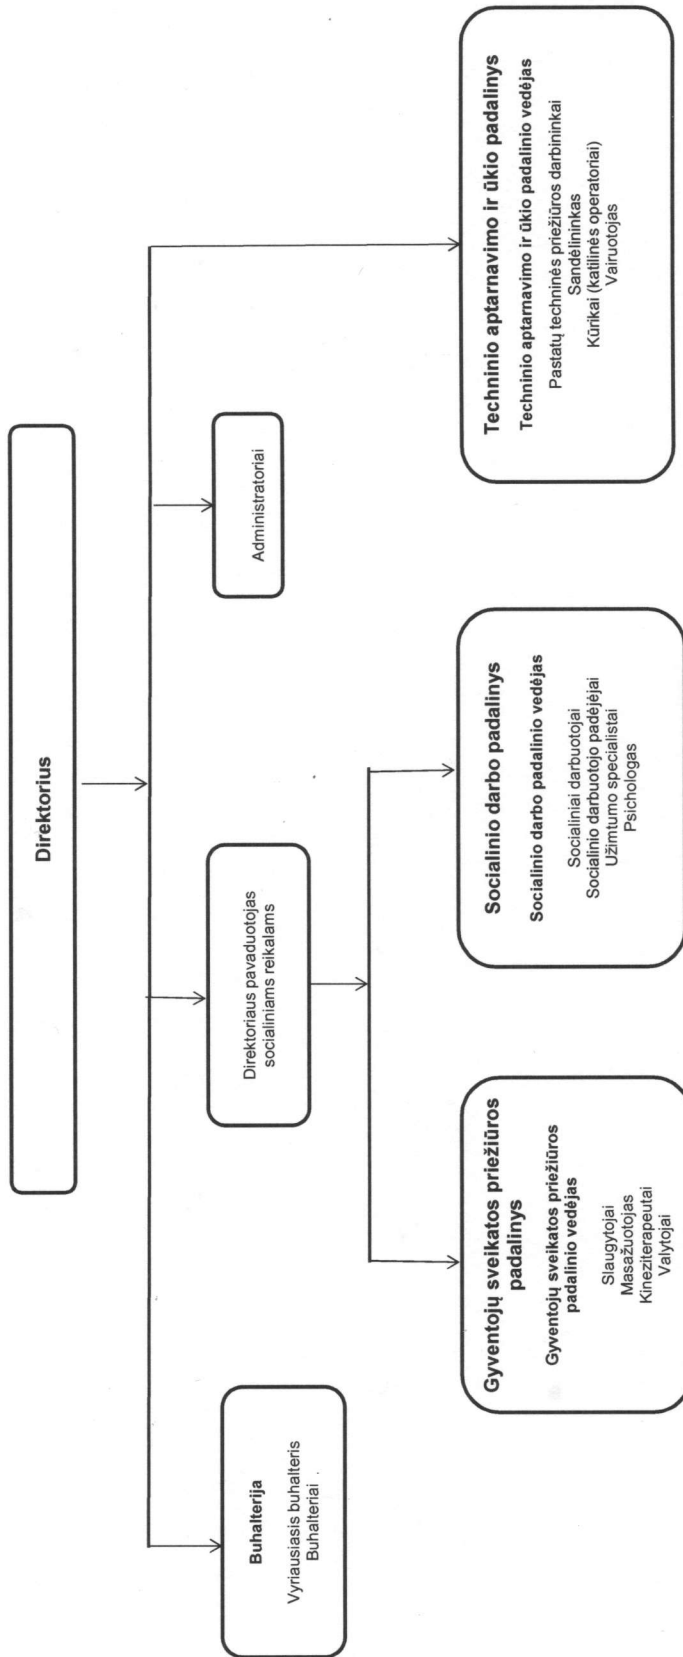 Direktorius
Buhalterija
Vyriausiasis buhalteris
Buhalteriai
Direktoriaus pavaduotojas
socialiniams reikalams
Administratoriai
Gyventojų sveikatos priežiūros
padalinys
Gyventojų sveikatos priežiūros
padalinio vedėjas
Slaugytojai
Masažuotojas
Kineziterapeutai
Valytojai
Socialinio darbo padalinys
Socialinio darbo padalinio vedėjas
Socialiniai darbuotojai
Socialinio darbuotojo padėjėjai
Užimtumo specialistai
Psichologas
Techninio aptarnavimo ir ūkio padalinys
Techninio aptarnavimo ir ūkio padalinio vedėjas
Pastatų techninės priežiūros darbininkai
Sandėlininkas
Kūrikai (katilinės operatoriai)
Vairuotojas